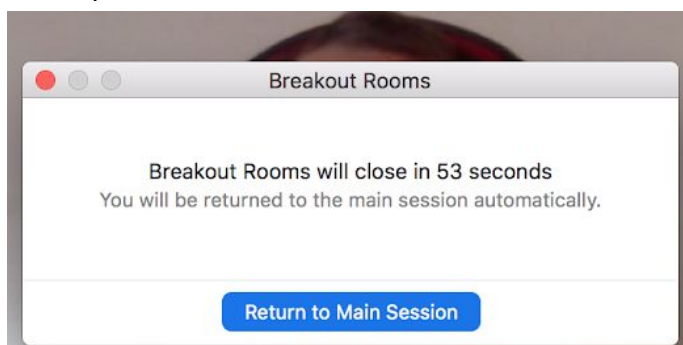 Breakout Rooms
Breakout Rooms will close in 53 seconds
You will be returned to the main session automatically.
Return to Main Session